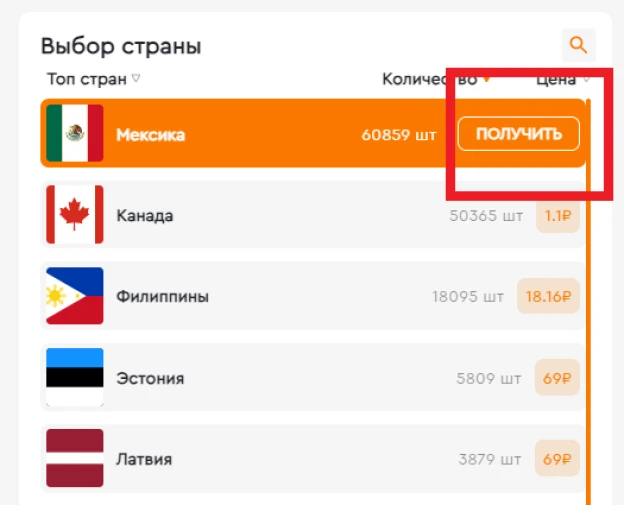 Выбор страны
Топ стран Количество Цена
Мексика 60859 шт ПОЛУЧИТЬ
Канада 50365 шт 1.1₽
Филиппины 18095 шт 18.16₽
Эстония 5809 шт 69₽
Латвия 3879 шт 69₽